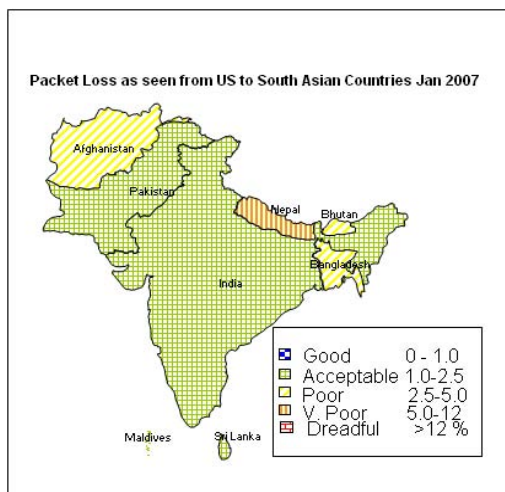 Packet Loss as seen from US to South Asian Countries Jan 2007
Afghanistan
Pakistan
Nepal
Bhutan
Bangladesh
India
Maldives
Sri Lanka
Good 0 - 1.0
Acceptable 1.0-2.5
Poor 2.5-5.0
V. Poor 5.0-12
Dreadful >12 %